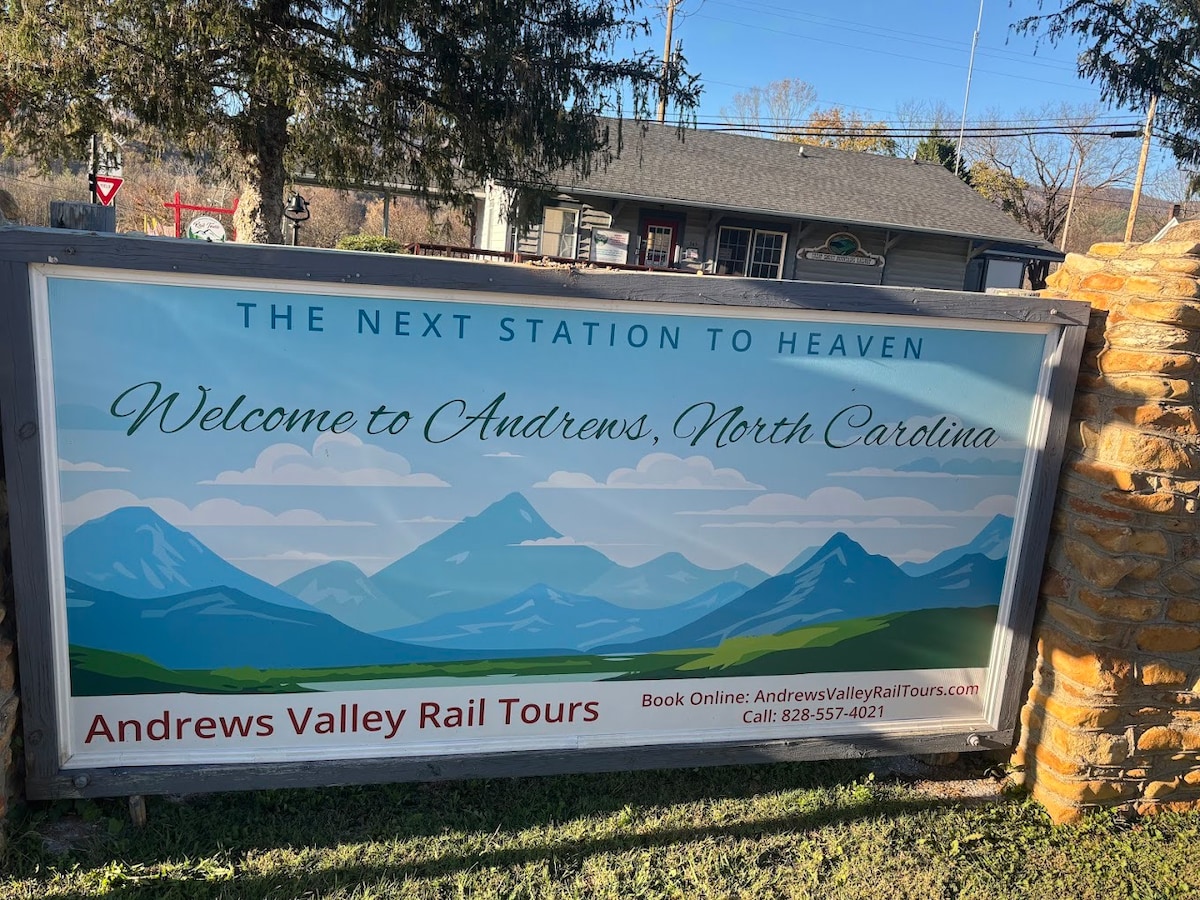 THE NEXT STATION TO HEAVEN
Welcome to Andrews, North Carolina
Andrews Valley Rail Tours
Book Online: AndrewsValleyRailTours.com
Call: 828-557-4021